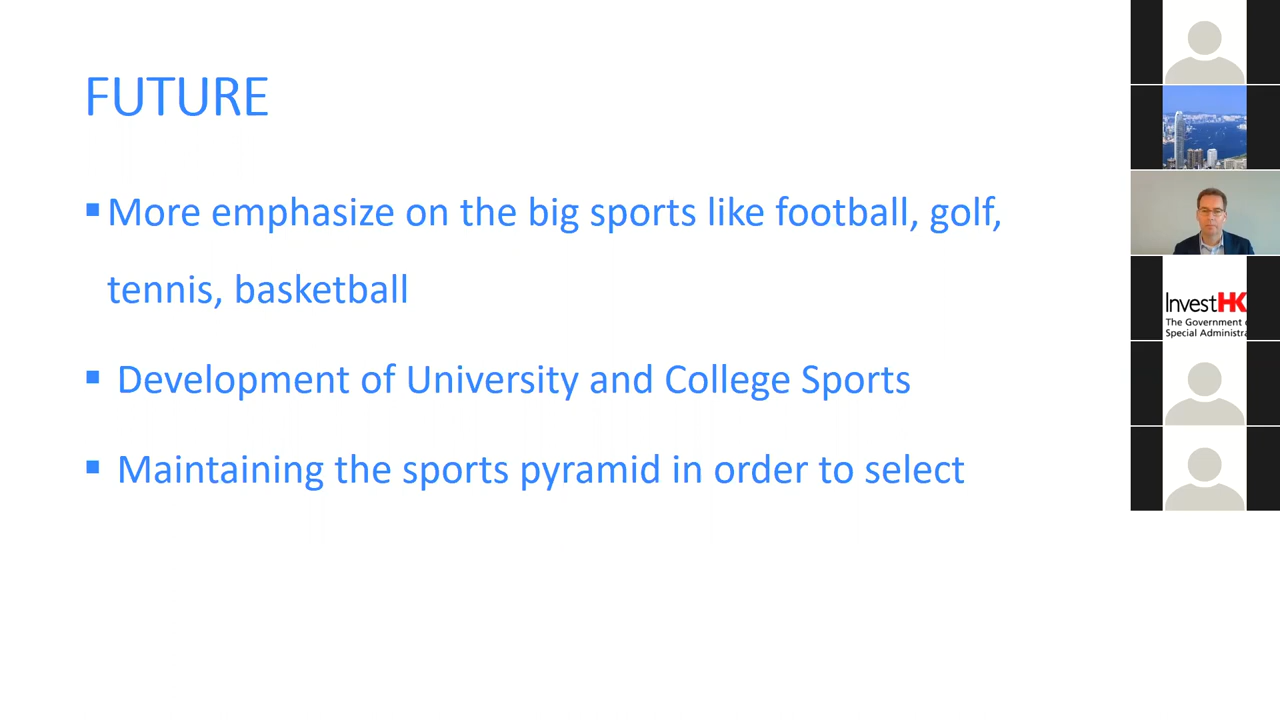 FUTURE
▪More emphasize on the big sports like football, golf,
tennis, basketball
▪ Development of University and College Sports
▪ Maintaining the sports pyramid in order to select
InvestHK
The Government
Special Administra